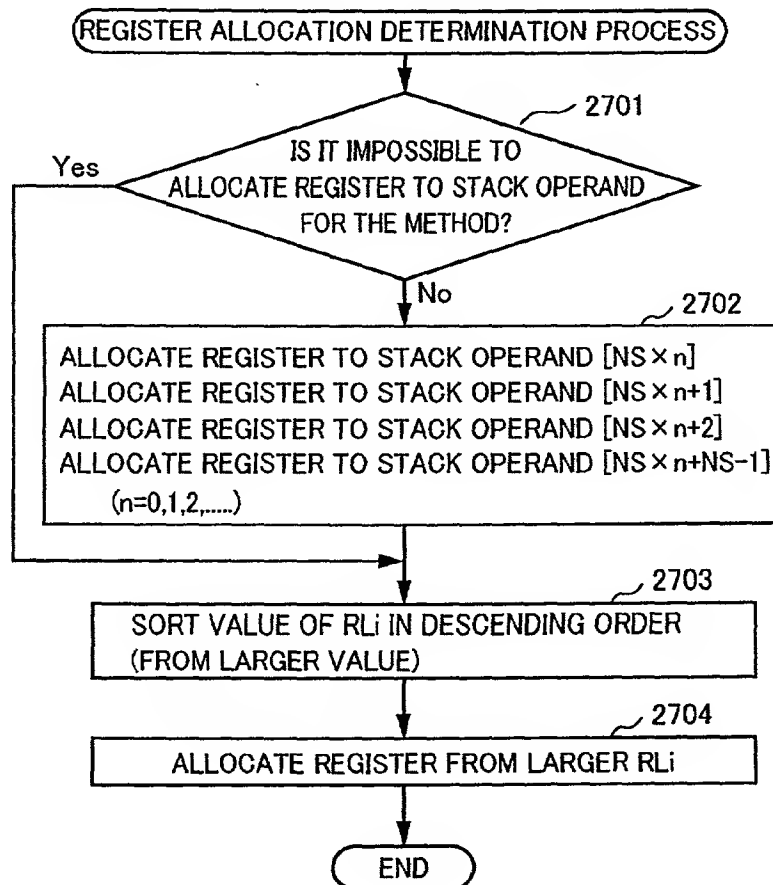 REGISTER ALLOCATION DETERMINATION PROCESS
2701
IS IT IMPOSSIBLE TO
ALLOCATE REGISTER TO STACK OPERAND
FOR THE METHOD?
Yes
No
2702
ALLOCATE REGISTER TO STACK OPERAND [NS×n]
ALLOCATE REGISTER TO STACK OPERAND [NS×n+1]
ALLOCATE REGISTER TO STACK OPERAND [NS×n+2]
ALLOCATE REGISTER TO STACK OPERAND [NS×n+NS-1]
(n=0,1,2,.....)
2703
SORT VALUE OF RLi IN DESCENDING ORDER
(FROM LARGER VALUE)
2704
ALLOCATE REGISTER FROM LARGER RLi
END